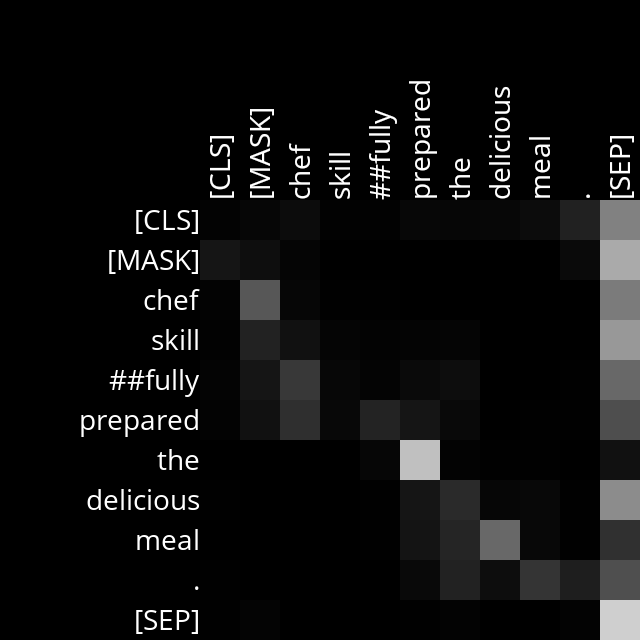 [CLS]
[MASK]
chef
skill
##fully
prepared
the
delicious
meal
.
[SEP]
[CLS]
[MASK]
chef
skill
##fully
prepared
the
delicious
meal
.
[SEP]